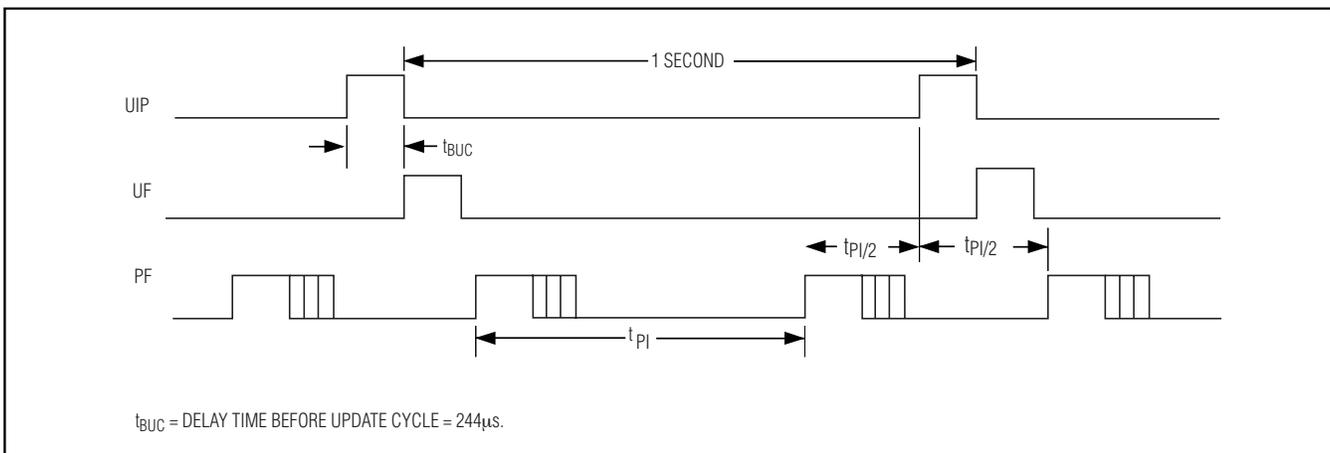 1 SECOND
UIP
tBUC
UF
tPI/2 tPI/2
PF
tPI
tBUC = DELAY TIME BEFORE UPDATE CYCLE = 244μs.